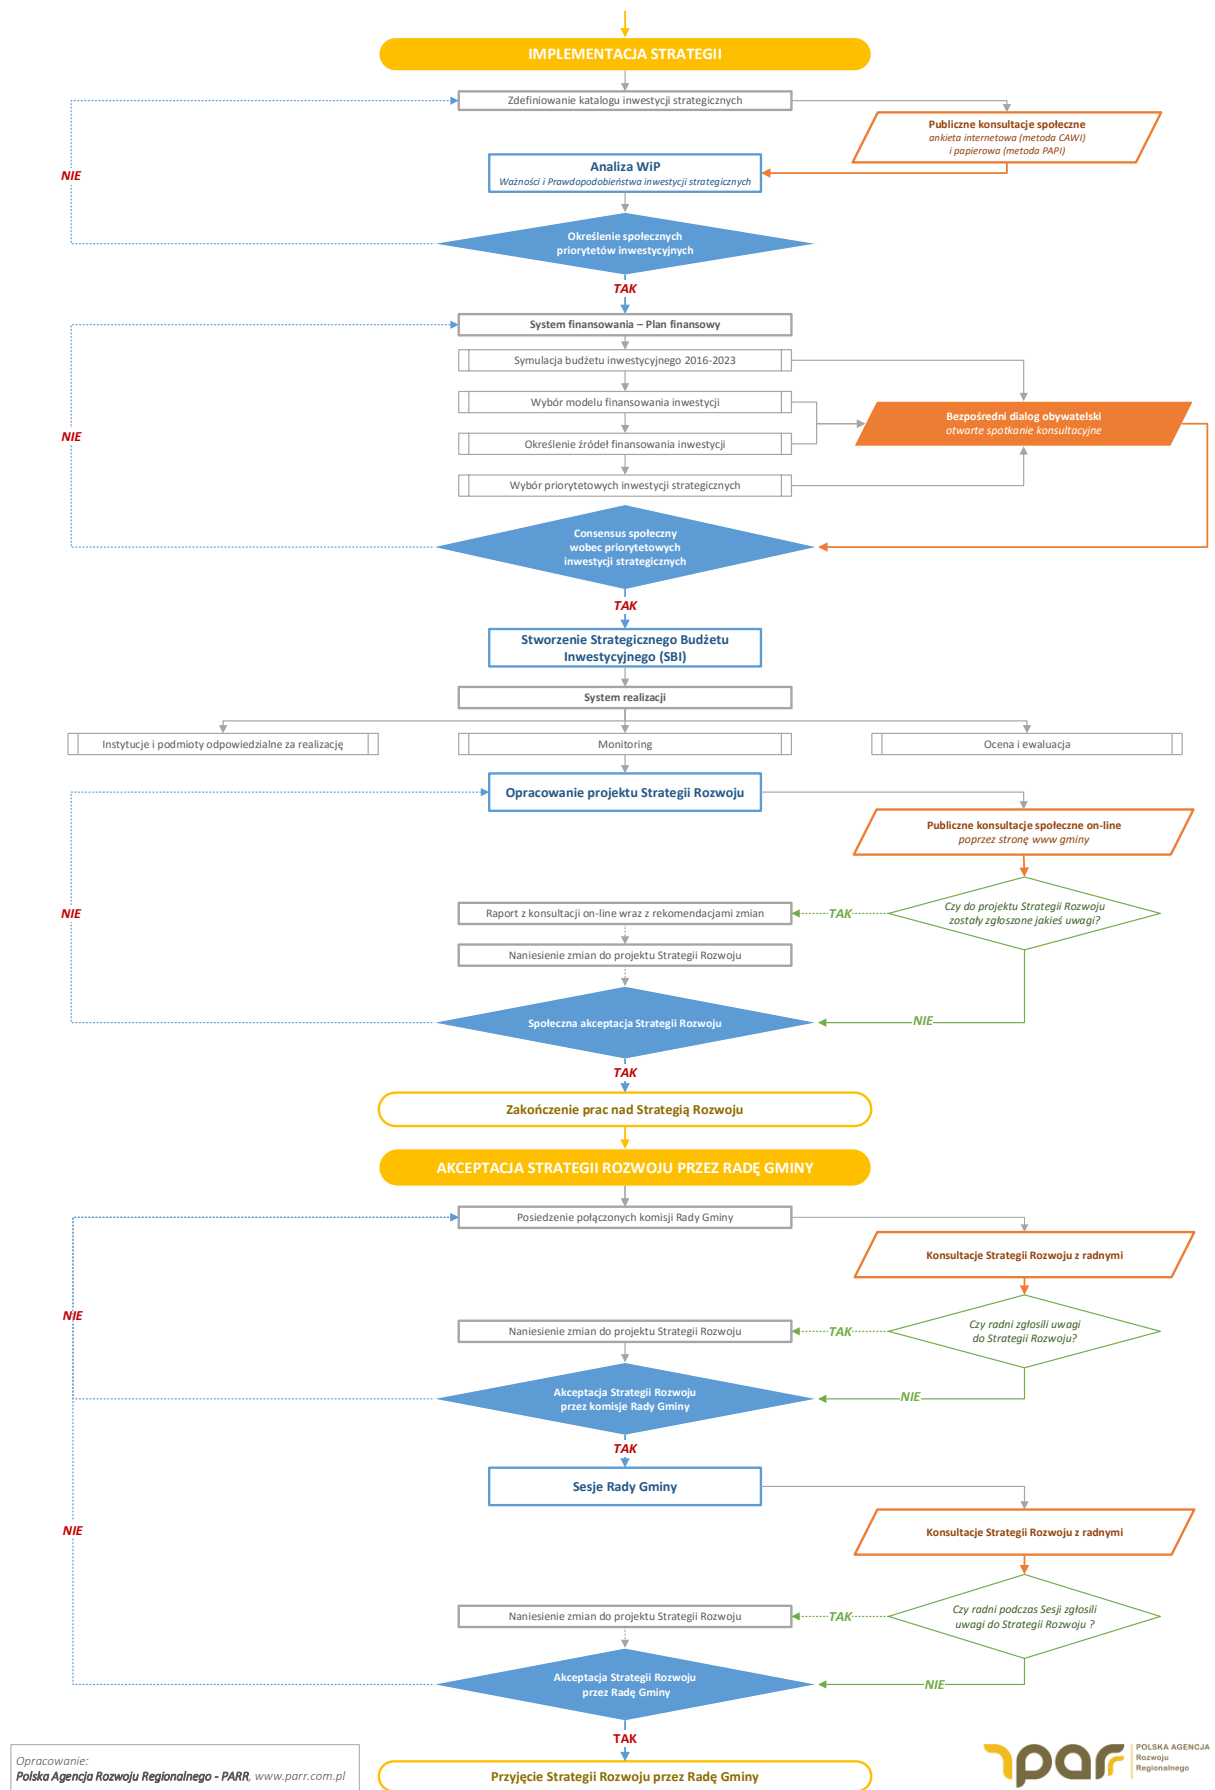 IMPLEMENTACJA STRATEGII
Zdefiniowanie katalogu inwestycji strategicznych
Publiczne konsultacje społeczne
ankieta internetowa (metoda CAWI)
i papierowa (metoda PAPI)
NIE
Analiza WiP
Ważności i Prawdopodobieństwa inwestycji strategicznych
Określenie społecznych
priorytetów inwestycyjnych
TAK
System finansowania – Plan finansowy
Symulacja budżetu inwestycyjnego 2016-2023
Wybór modelu finansowania inwestycji
Bezpośredni dialog obywatelski
otwarte spotkanie konsultacyjne
NIE
Określenie źródeł finansowania inwestycji
Wybór priorytetowych inwestycji strategicznych
Consensus społeczny
wobec priorytetowych
inwestycji strategicznych
TAK
Stworzenie Strategicznego Budżetu
Inwestycyjnego (SBI)
System realizacji
Instytucje i podmioty odpowiedzialne za realizację
Monitoring
Ocena i ewaluacja
Opracowanie projektu Strategii Rozwoju
Publiczne konsultacje społeczne on-line
poprzez stronę www gminy
NIE
Raport z konsultacji on-line wraz z rekomendacjami zmian
TAK
Czy do projektu Strategii Rozwoju
zostały zgłoszone jakieś uwagi?
Naniesienie zmian do projektu Strategii Rozwoju
Społeczna akceptacja Strategii Rozwoju
NIE
TAK
Zakończenie prac nad Strategią Rozwoju
AKCEPTACJA STRATEGII ROZWOJU PRZEZ RADĘ GMINY
Posiedzenie połączonych komisji Rady Gminy
Konsultacje Strategii Rozwoju z radnymi
NIE
Naniesienie zmian do projektu Strategii Rozwoju
TAK
Czy radni zgłosili uwagi
do Strategii Rozwoju?
Akceptacja Strategii Rozwoju
przez komisje Rady Gminy
NIE
TAK
Sesje Rady Gminy
NIE
Konsultacje Strategii Rozwoju z radnymi
Naniesienie zmian do projektu Strategii Rozwoju
TAK
Czy radni podczas Sesji zgłosili
uwagi do Strategii Rozwoju ?
Akceptacja Strategii Rozwoju
przez Radę Gminy
NIE
TAK
Przyjęcie Strategii Rozwoju przez Radę Gminy
Opracowanie:
Polska Agencja Rozwoju Regionalnego - PARR, www.parr.com.pl
parr
POLSKA AGENCJA
Rozwoju
Regionalnego